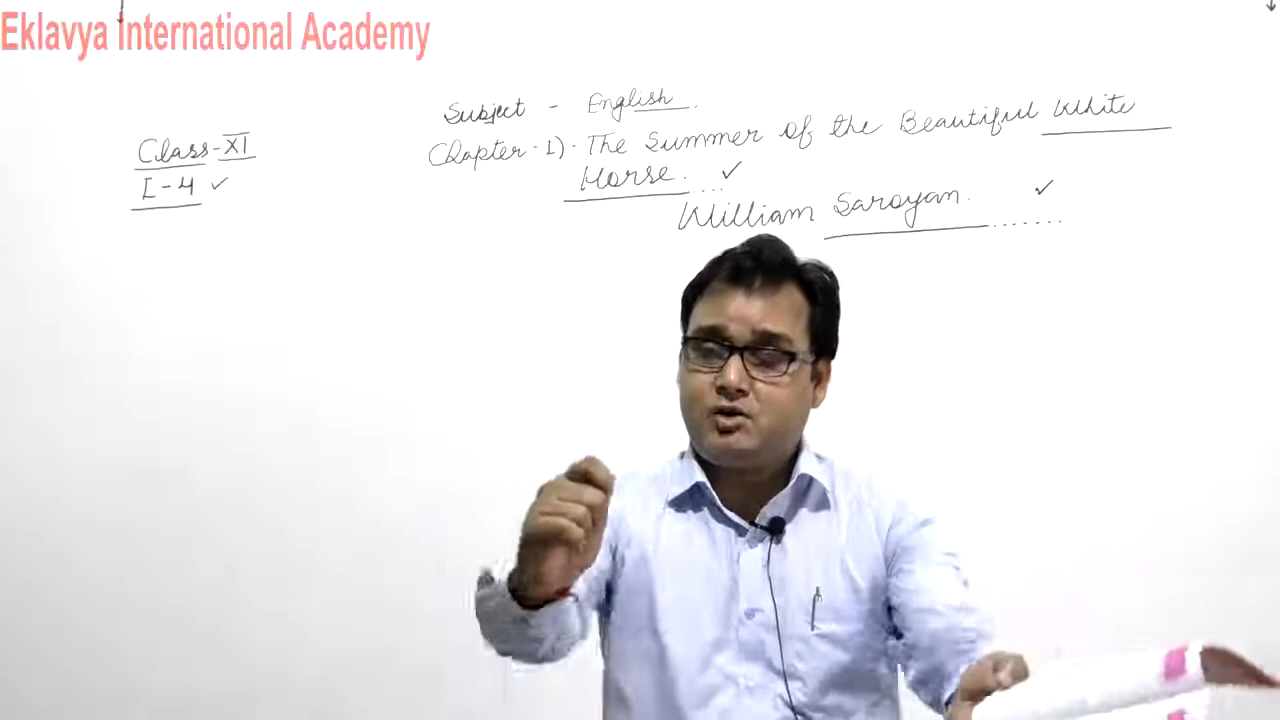 Eklavya International Academy
Subject - English.
Class-XI
Chapter-1)-The Summer of the Beautiful White
L-4 ✓
Horse. .... ✓
William Saroyan. ...... ✓